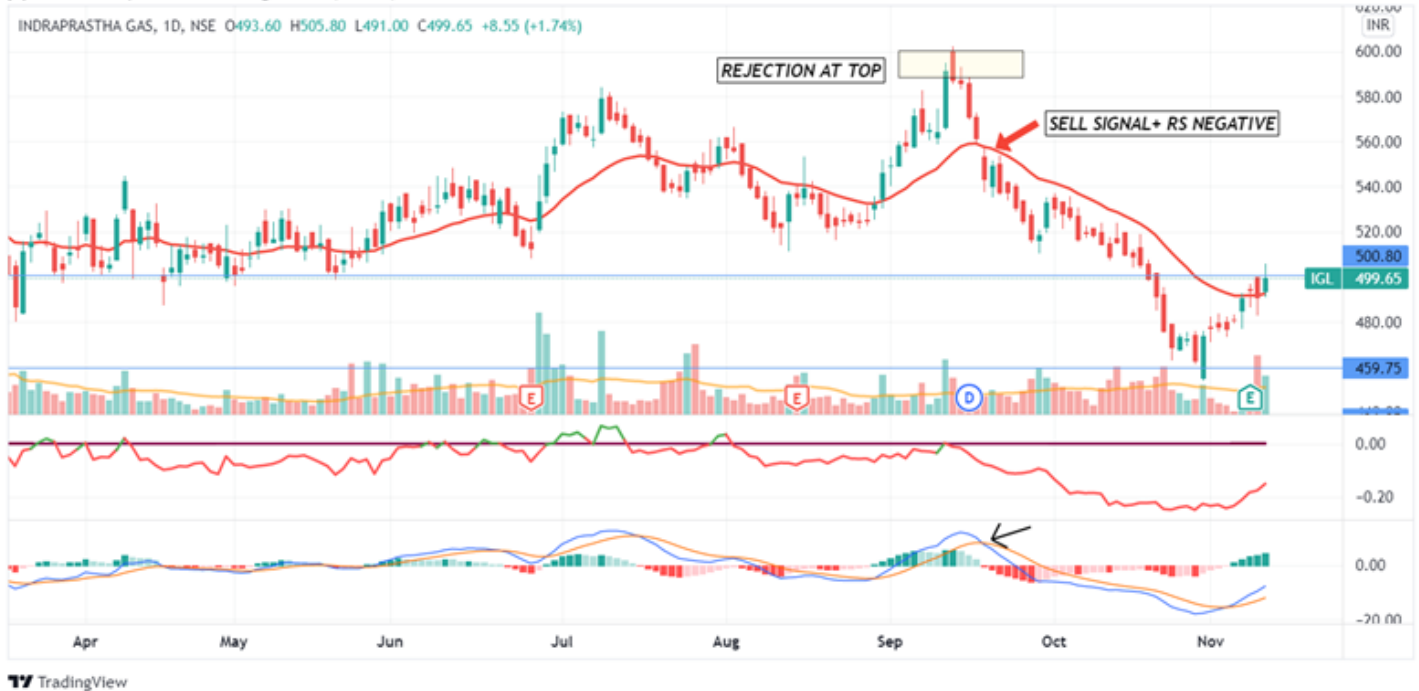 INDRAPRASTHA GAS, 1D, NSE O493.60 H505.80 L491.00 C499.65 +8.55 (+1.74%)
INR
600.00
REJECTION AT TOP
580.00
SELL SIGNAL+ RS NEGATIVE
560.00
540.00
520.00
500.80
IGL 499.65
480.00
459.75
E E D E
0.00
-0.20
0.00
-20.00
Apr May Jun Jul Aug Sep Oct Nov
TradingView